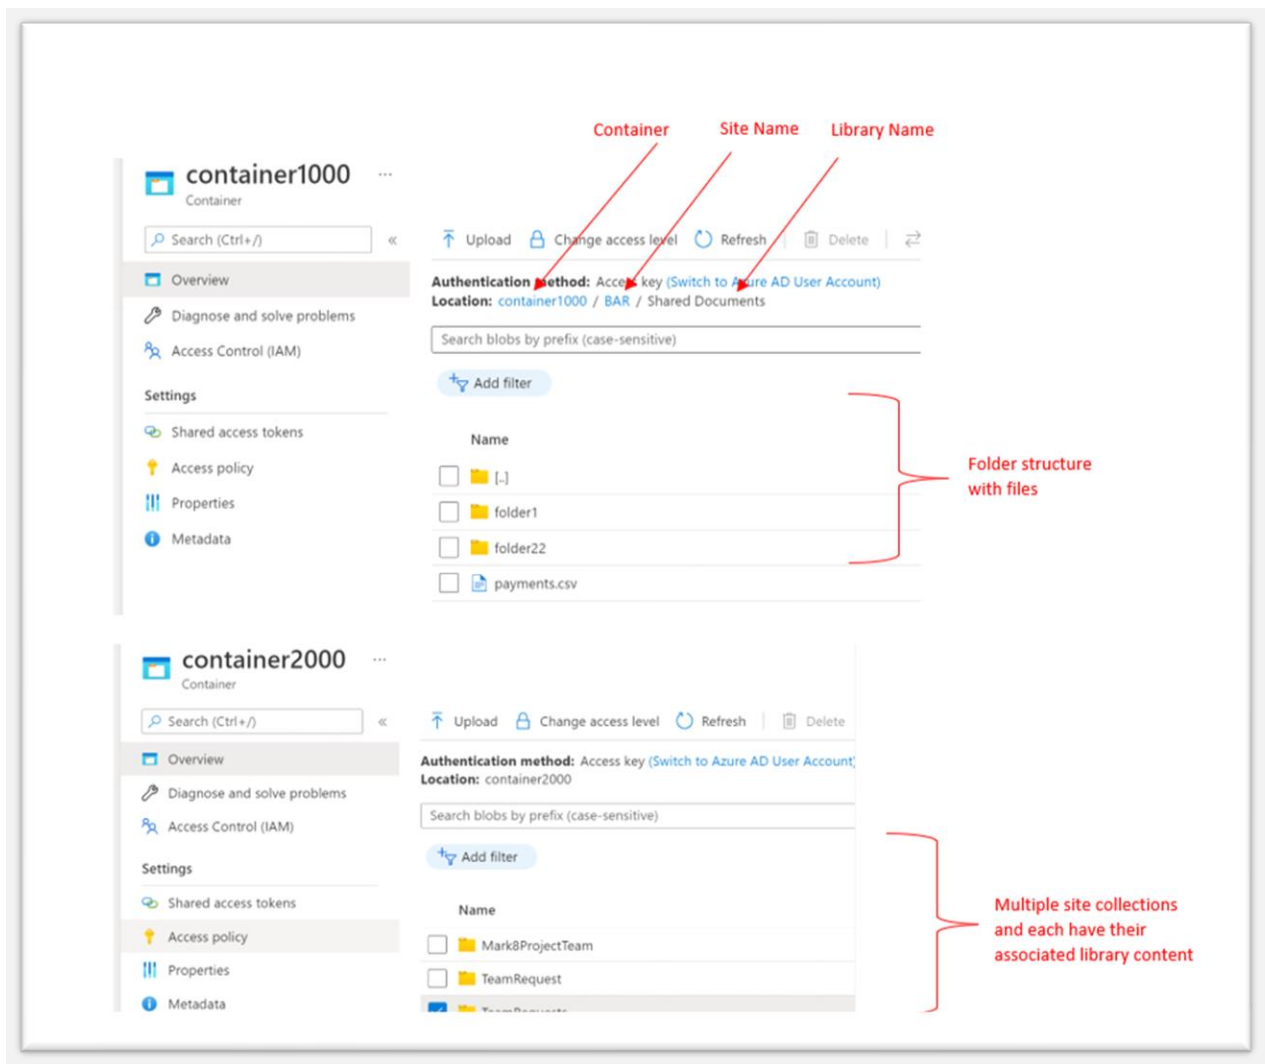 Container Site Name Library Name
container1000 ...
Container
Search (Ctrl+/) «
Overview
Diagnose and solve problems
Access Control (IAM)
Settings
Shared access tokens
Access policy
Properties
Metadata
Upload Change access level Refresh Delete
Authentication method: Access key (Switch to Azure AD User Account)
Location: container1000 / BAR / Shared Documents
Search blobs by prefix (case-sensitive)
Add filter
Name
[..]
folder1
folder22
payments.csv
Folder structure
with files
container2000 ...
Container
Search (Ctrl+/) «
Overview
Diagnose and solve problems
Access Control (IAM)
Settings
Shared access tokens
Access policy
Properties
Metadata
Upload Change access level Refresh Delete
Authentication method: Access key (Switch to Azure AD User Account)
Location: container2000
Search blobs by prefix (case-sensitive)
Add filter
Name
Mark8ProjectTeam
TeamRequest
TeamRequests
Multiple site collections
and each have their
associated library content